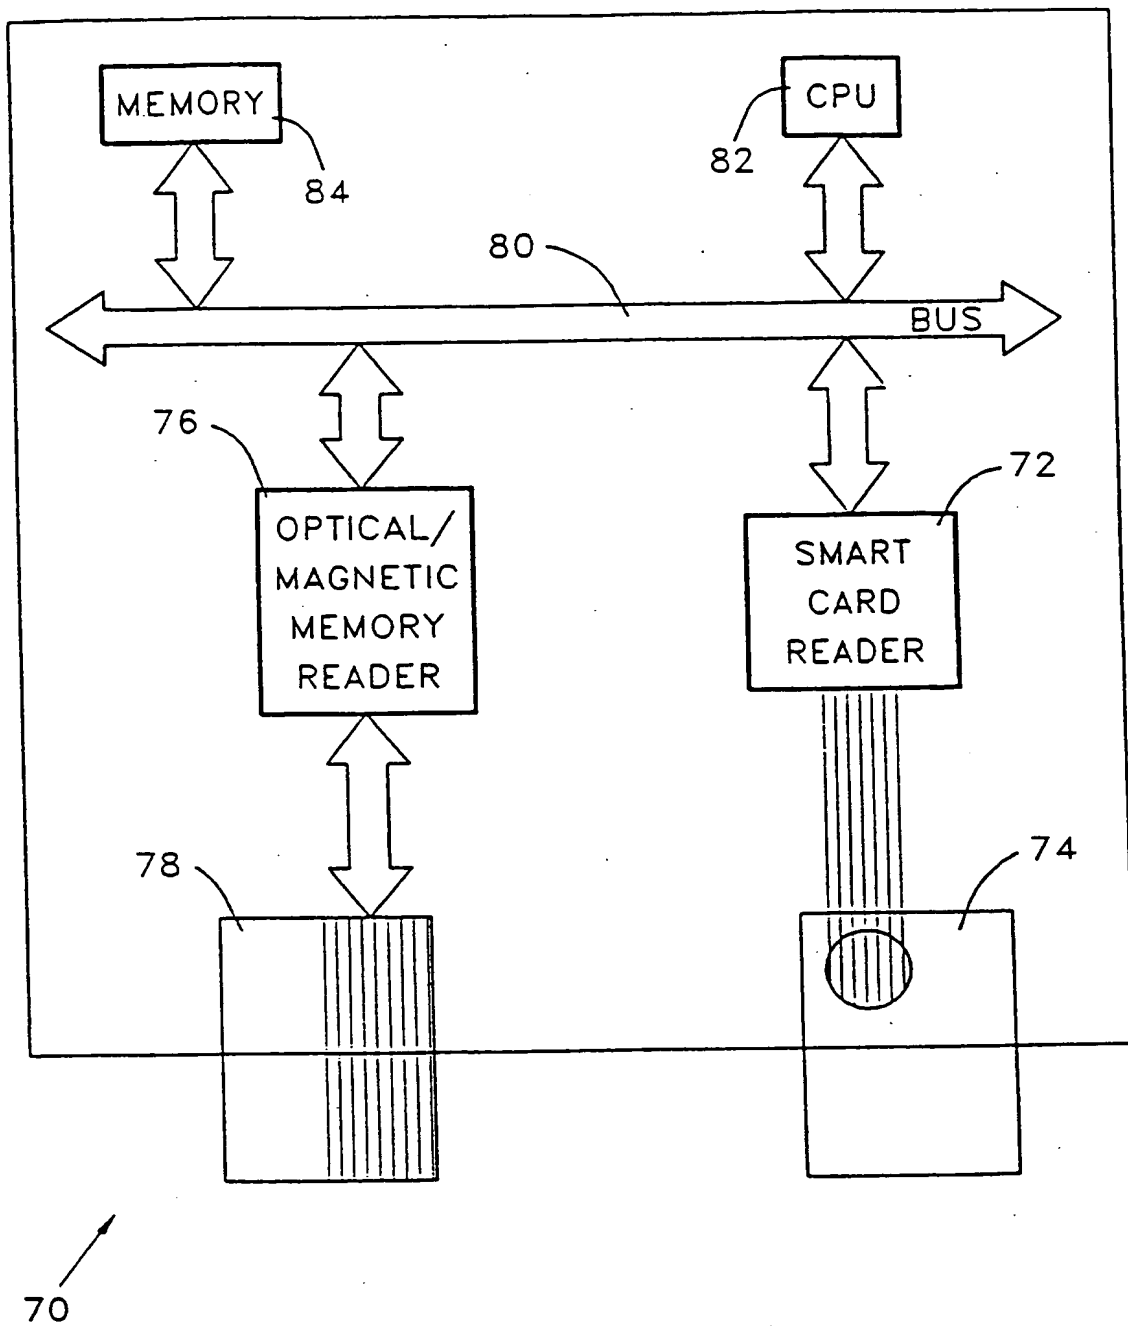 MEMORY
84
CPU
82
80
BUS
76
OPTICAL/
MAGNETIC
MEMORY
READER
72
SMART
CARD
READER
78
74
70